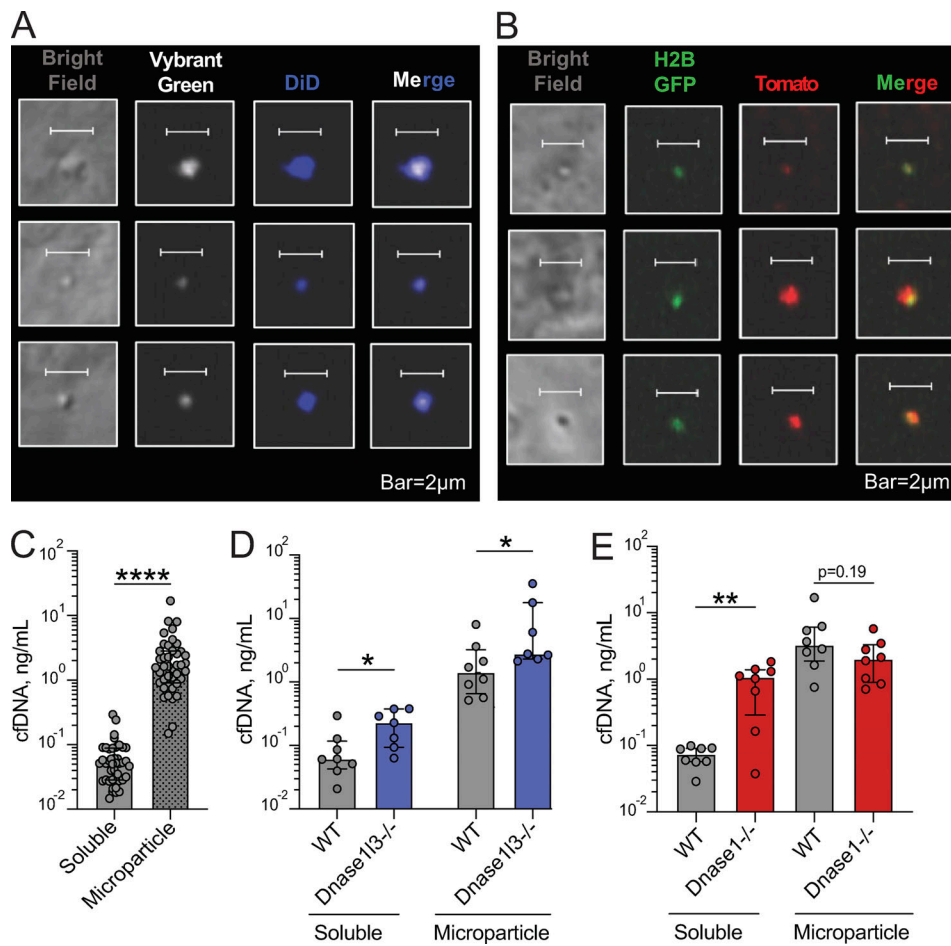 A
Bright Field
Vybrant Green
DiD
Merge
Bar=2μm
B
Bright Field
H2B GFP
Tomato
Merge
Bar=2μm
C
cfDNA, ng/mL
10²
10¹
10⁰
10⁻¹
10⁻²
****
Soluble
Microparticle
D
cfDNA, ng/mL
10²
10¹
10⁰
10⁻¹
10⁻²
*
*
WT
Dnase1l3-/-
WT
Dnase1l3-/-
Soluble
Microparticle
E
cfDNA, ng/mL
10²
10¹
10⁰
10⁻¹
10⁻²
**
p=0.19
WT
Dnase1-/-
WT
Dnase1-/-
Soluble
Microparticle